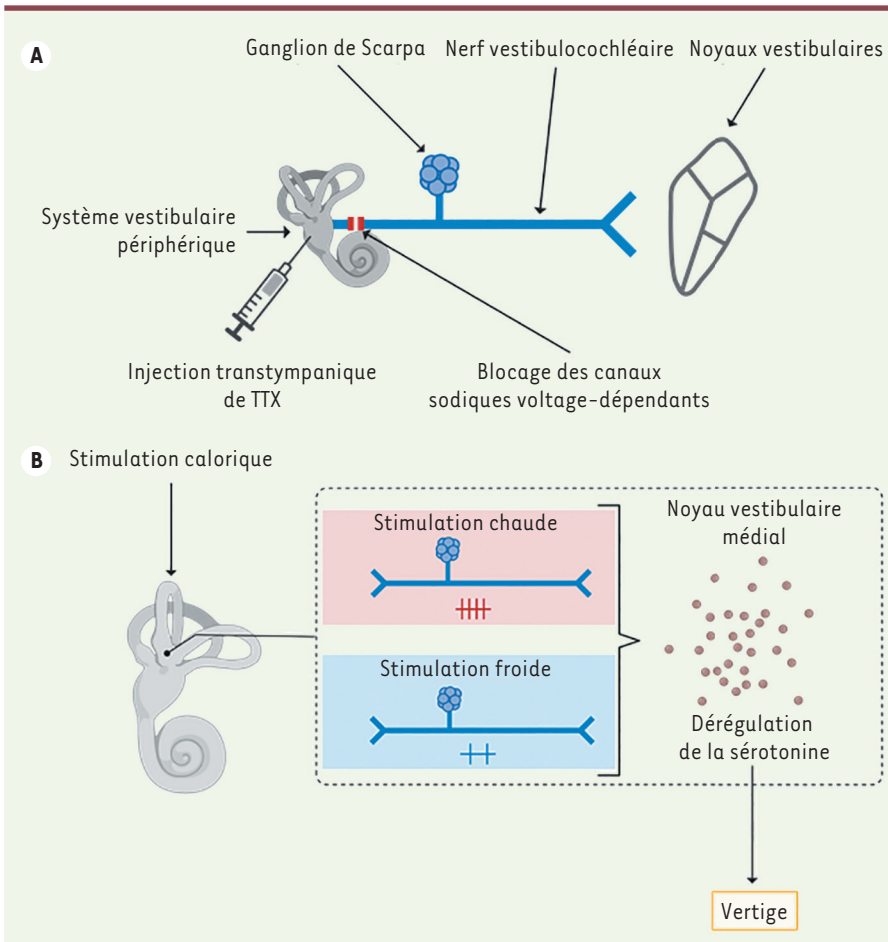 A
Ganglion de Scarpa
Nerf vestibulocochléaire
Noyaux vestibulaires
Système vestibulaire
périphérique
Injection transtympanique
de TTX
Blocage des canaux
sodiques voltage-dépendants
B
Stimulation calorique
Stimulation chaude
Stimulation froide
Noyau vestibulaire
médial
Dérégulation
de la sérotonine
Vertige